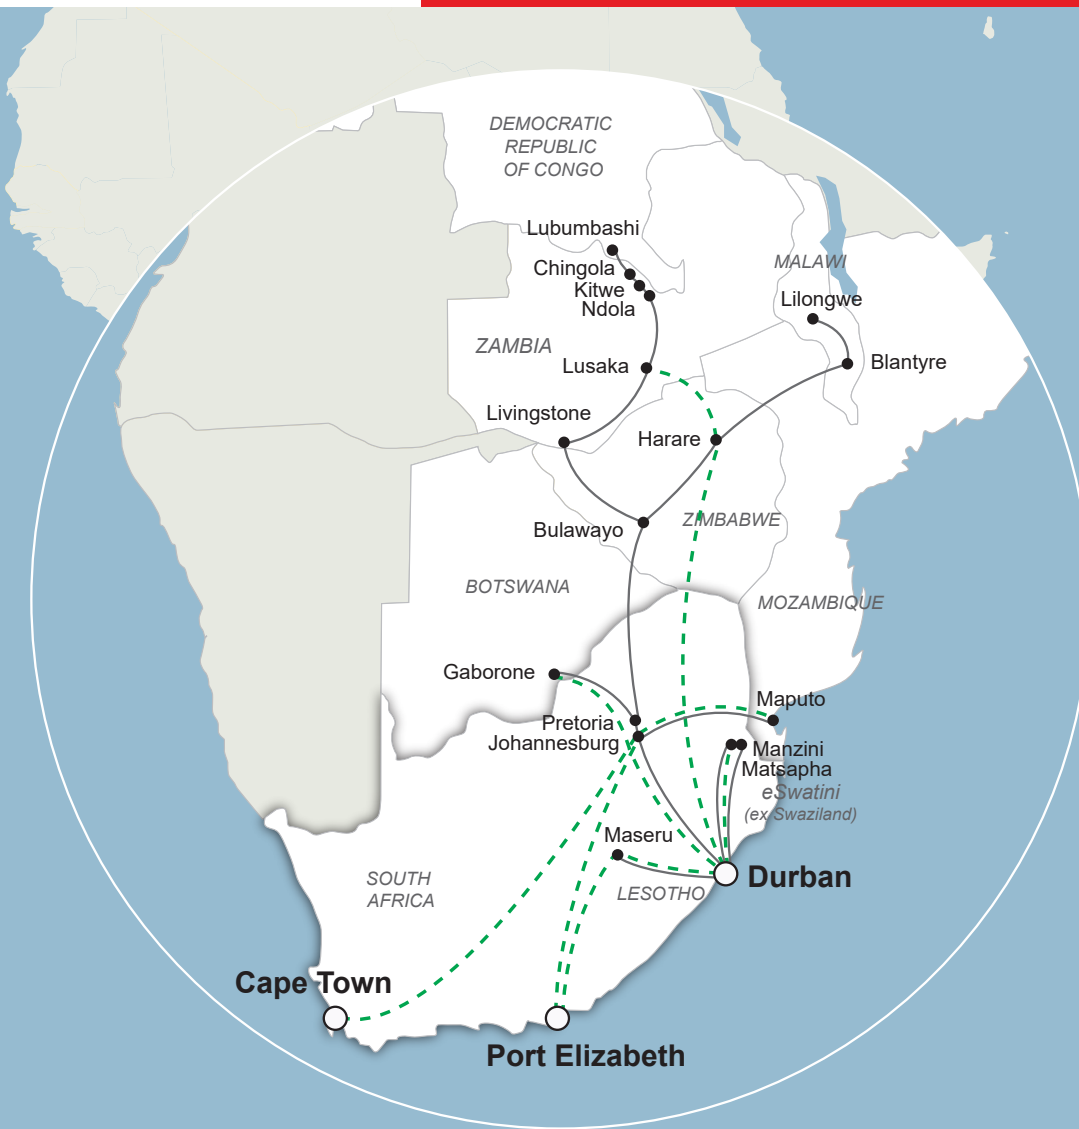 DEMOCRATIC
REPUBLIC
OF CONGO
Lubumbashi
Chingola
Kitwe
Ndola
MALAWI
Lilongwe
ZAMBIA
Lusaka
Blantyre
Livingstone
Harare
Bulawayo
ZIMBABWE
BOTSWANA
MOZAMBIQUE
Gaborone
Maputo
Pretoria
Johannesburg
Manzini
Matsapha
eSwatini
(ex Swaziland)
Maseru
SOUTH
AFRICA
LESOTHO
Durban
Cape Town
Port Elizabeth